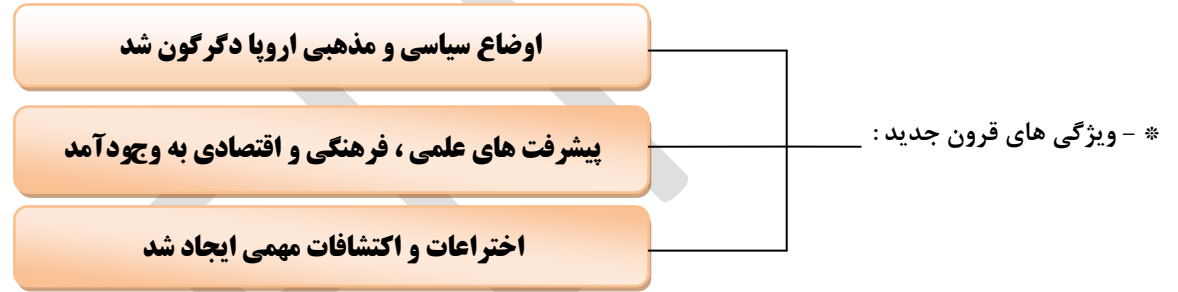 * - ویژگی های قرون جدید :
اوضاع سیاسی و مذهبی اروپا دگرگون شد
پیشرفت های علمی ، فرهنگی و اقتصادی به وجودآمد
اختراعات و اکتشافات مهمی ایجاد شد